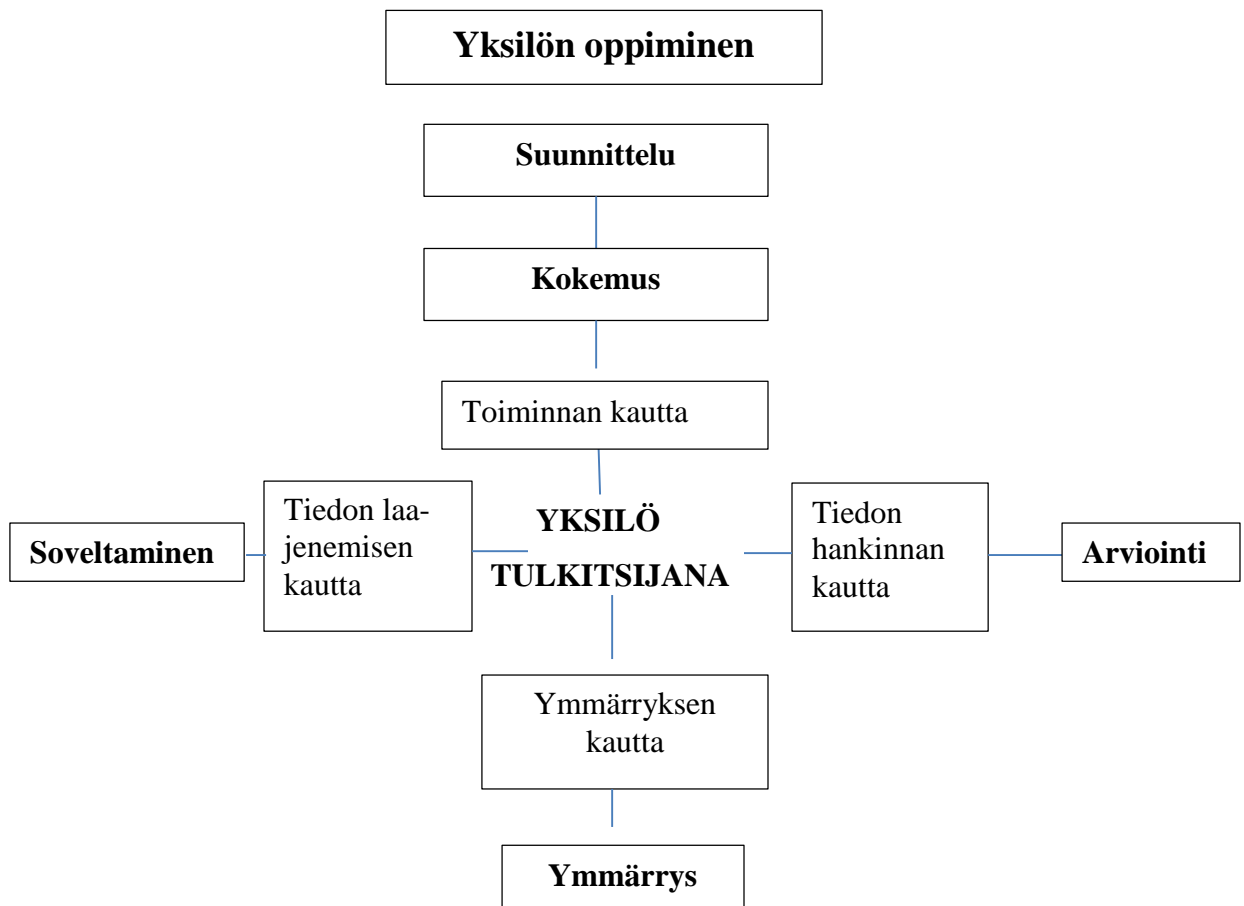 Yksilön oppiminen
Suunnittelu
Kokemus
Toiminnan kautta
Soveltaminen
Tiedon laa-
jenemisen
kautta
YKSILÖ
TULKITSIJANA
Tiedon
hankinnan
kautta
Arviointi
Ymmärryksen
kautta
Ymmärrys